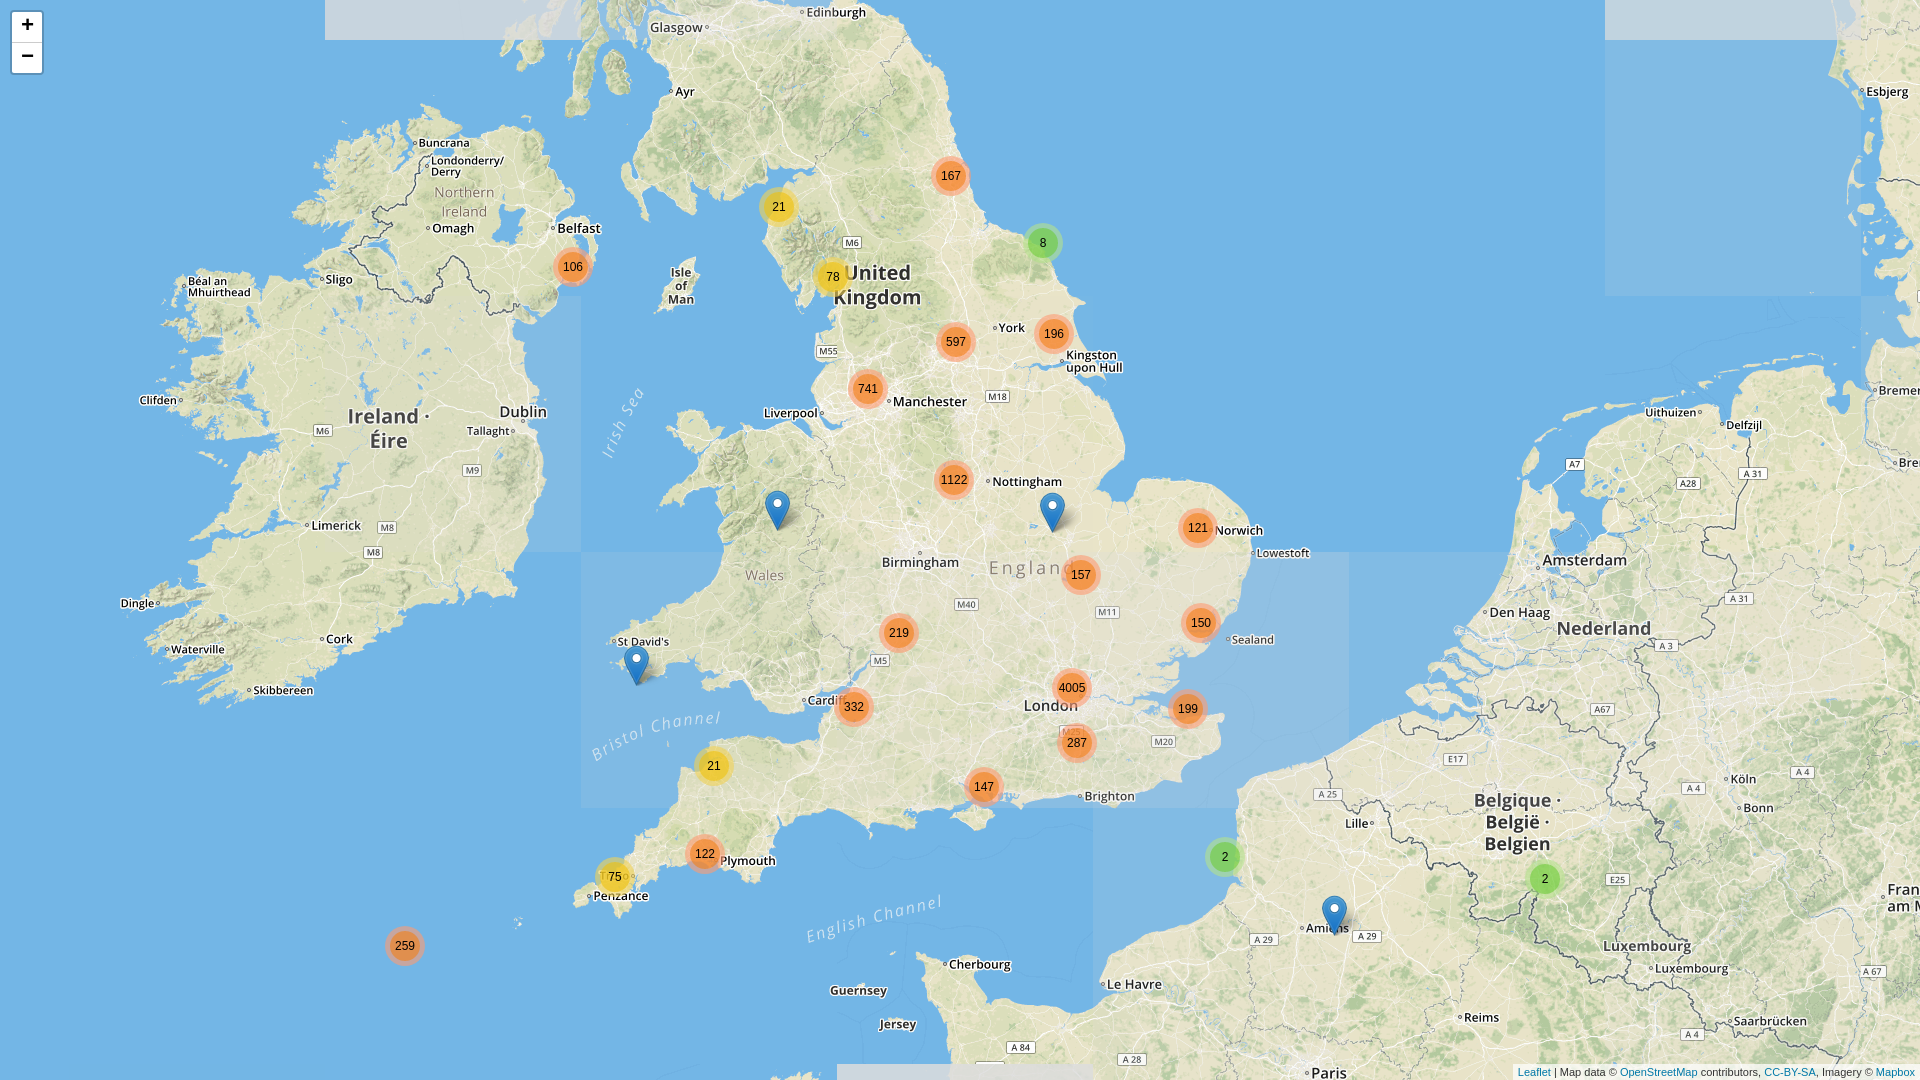 +
−
Glasgow
Edinburgh
Ayr
Esbjerg
Buncrana
Londonderry/
Derry
Northern
Ireland
Omagh
Belfast
167
21
8
106
M6
78
United
Kingdom
Isle
of
Man
Sligo
Béal an
Mhuirthead
York
597
196
Kingston
upon Hull
M55
741
Manchester
M18
Liverpool
Clifden
Ireland ·
Éire
Dublin
Tallaght
M6
M9
Irish Sea
Uithuizen
Delfzijl
Bremer
Bre
A7
A 31
A28
1122
Nottingham
121
Norwich
Lowestoft
Limerick
M8
M8
Birmingham
England
157
Wales
Amsterdam
Den Haag
A 31
Nederland
A 3
Dingle
Cork
Waterville
Skibbereen
M40
M11
150
Sealand
219
M5
St David's
4005
London
199
Cardiff
332
287
M20
A67
Bristol Channel
21
147
Brighton
E17
A 25
Lille
Köln
A 4
A 4
Bonn
Belgique ·
België ·
Belgien
122
Plymouth
75
Penzance
2
2
E25
Fran
am M
259
English Channel
Amiens
A 29
A 29
Luxembourg
Luxembourg
A 67
Cherbourg
Le Havre
Guernsey
Jersey
Reims
Saarbrücken
A 4
A 84
A 28
Paris
Leaflet | Map data © OpenStreetMap contributors, CC-BY-SA, Imagery © Mapbox